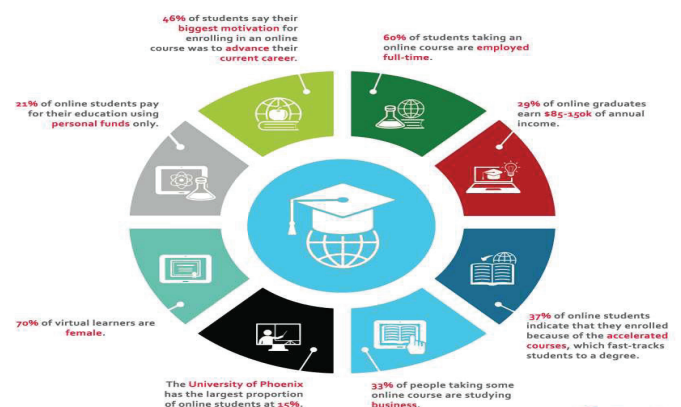 46% of students say their
biggest motivation for
enrolling in an online
course was to advance their
current career.
60% of students taking an
online course are employed
full-time.
21% of online students pay
for their education using
personal funds only.
29% of online graduates
earn $85-150k of annual
income.
70% of virtual learners are
female.
37% of online students
indicate that they enrolled
because of the accelerated
courses, which fast-tracks
students to a degree.
The University of Phoenix
has the largest proportion
of online students at 15%.
33% of people taking some
online course are studying
business.